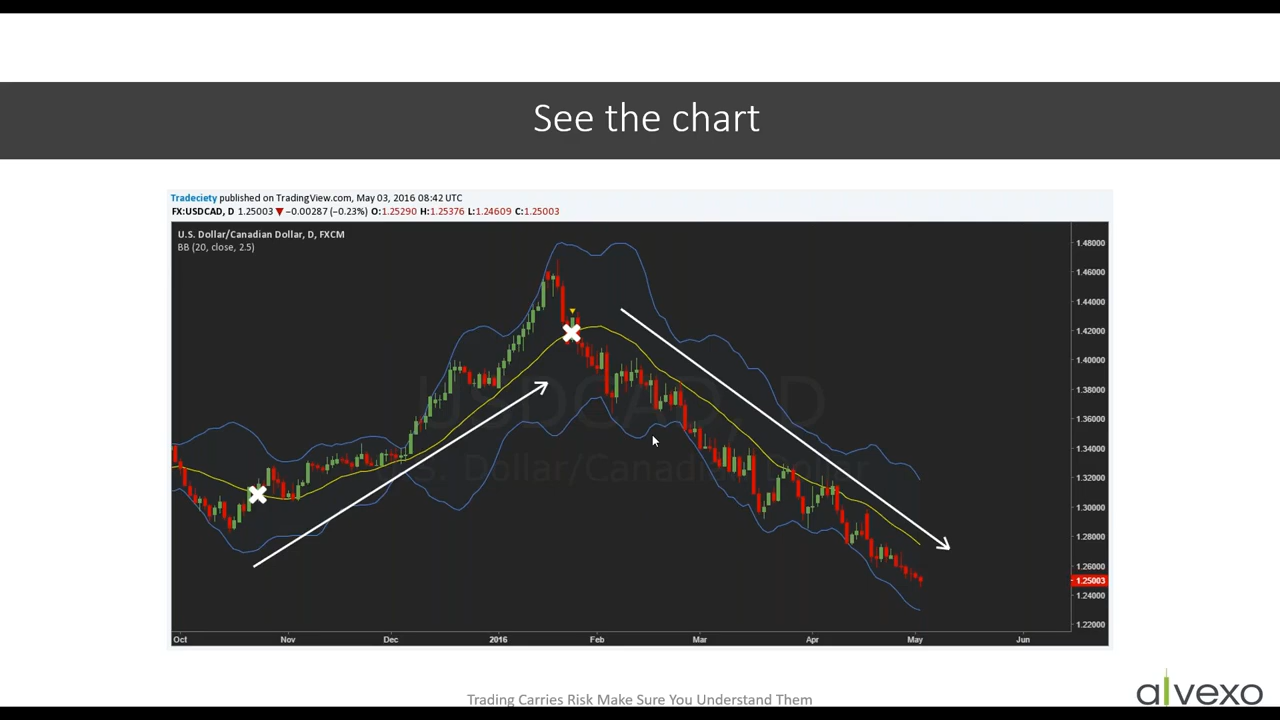 See the chart
Tradeciety published on TradingView.com, May 03, 2016 08:42 UTC
FX:USDCAD, D 1.25003 ▼ −0.00287 (−0.23%) O:1.25290 H:1.25376 L:1.24609 C:1.25003
U.S. Dollar/Canadian Dollar, D, FXCM
BB (20, close, 2.5)
USDCAD, D
U.S. Dollar/Canadian Dollar
1.48000
1.46000
1.44000
1.42000
1.40000
1.38000
1.36000
1.34000
1.32000
1.30000
1.28000
1.26000
1.25003
1.24000
1.22000
Oct Nov Dec 2016 Feb Mar Apr May Jun
Trading Carries Risk Make Sure You Understand Them
alvexo